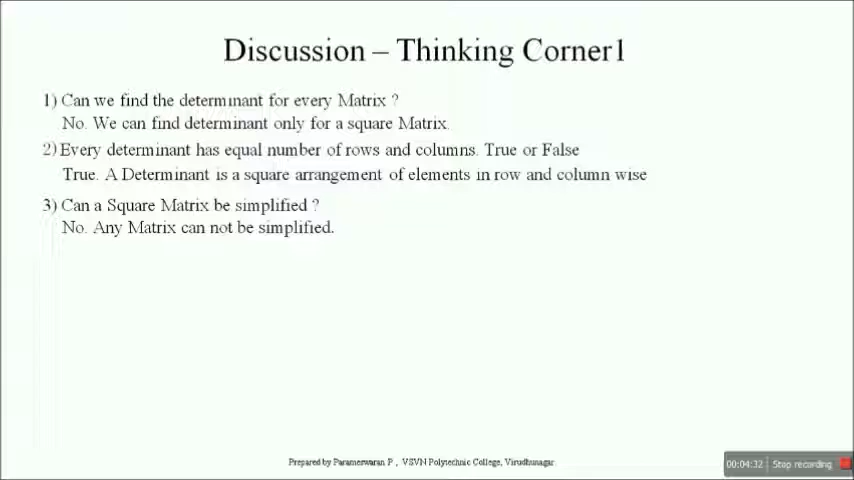 Discussion – Thinking Corner1
1) Can we find the determinant for every Matrix ?
No. We can find determinant only for a square Matrix.
2) Every determinant has equal number of rows and columns. True or False
True. A Determinant is a square arrangement of elements in row and column wise
3) Can a Square Matrix be simplified ?
No. Any Matrix can not be simplified.
Prepared by Paramerwaran P , VSVN Polytechnic College, Virudhunagar
00:04:32 Stop recording